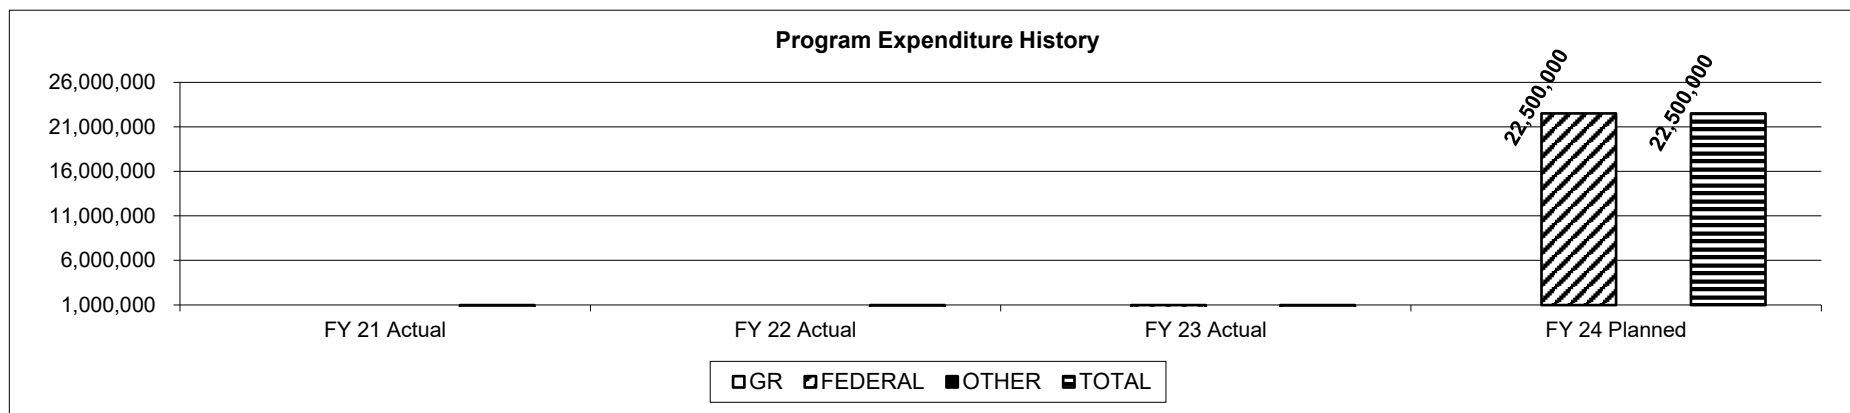 Program Expenditure History
26,000,000
21,000,000
16,000,000
11,000,000
6,000,000
1,000,000
22,500,000
22,500,000
FY 21 Actual
FY 22 Actual
FY 23 Actual
FY 24 Planned
GR FEDERAL OTHER TOTAL